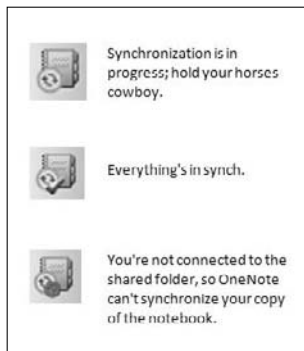 Synchronization is in
progress; hold your horses
cowboy.
Everything's in synch.
You're not connected to the
shared folder, so OneNote
can't synchronize your copy
of the notebook.